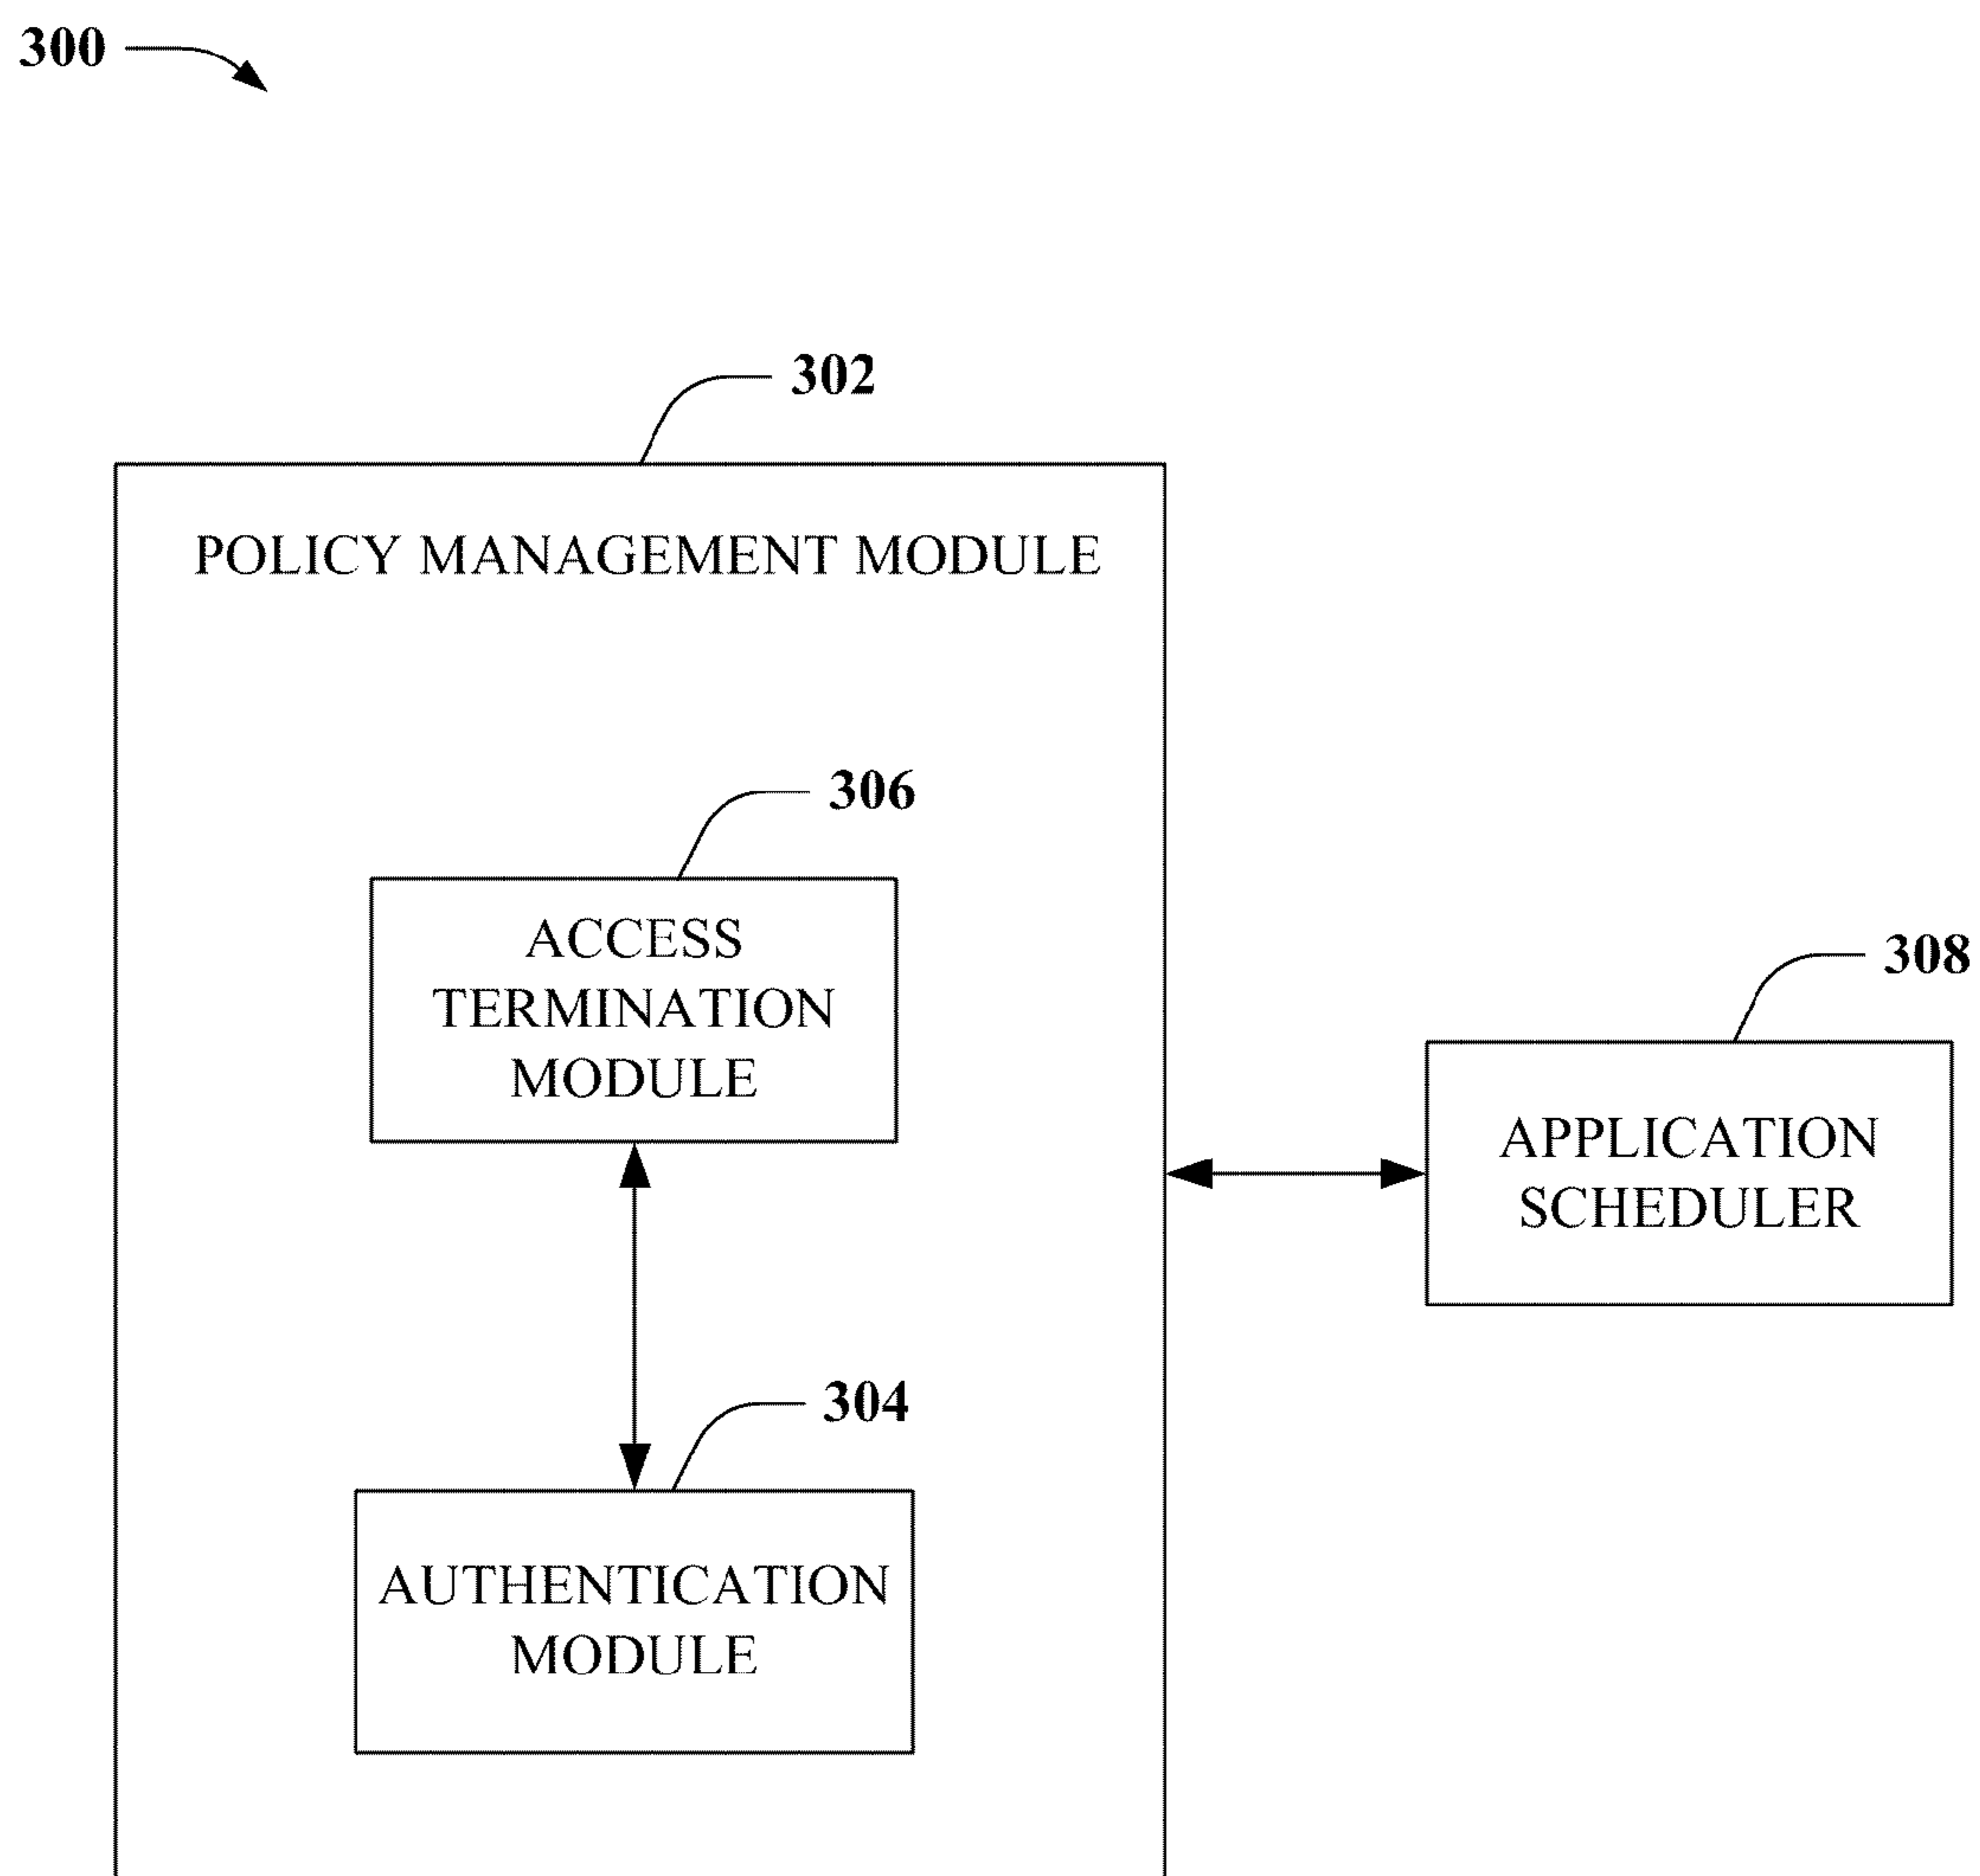 300
302
POLICY MANAGEMENT MODULE
306
ACCESS
TERMINATION
MODULE
308
APPLICATION
SCHEDULER
304
AUTHENTICATION
MODULE